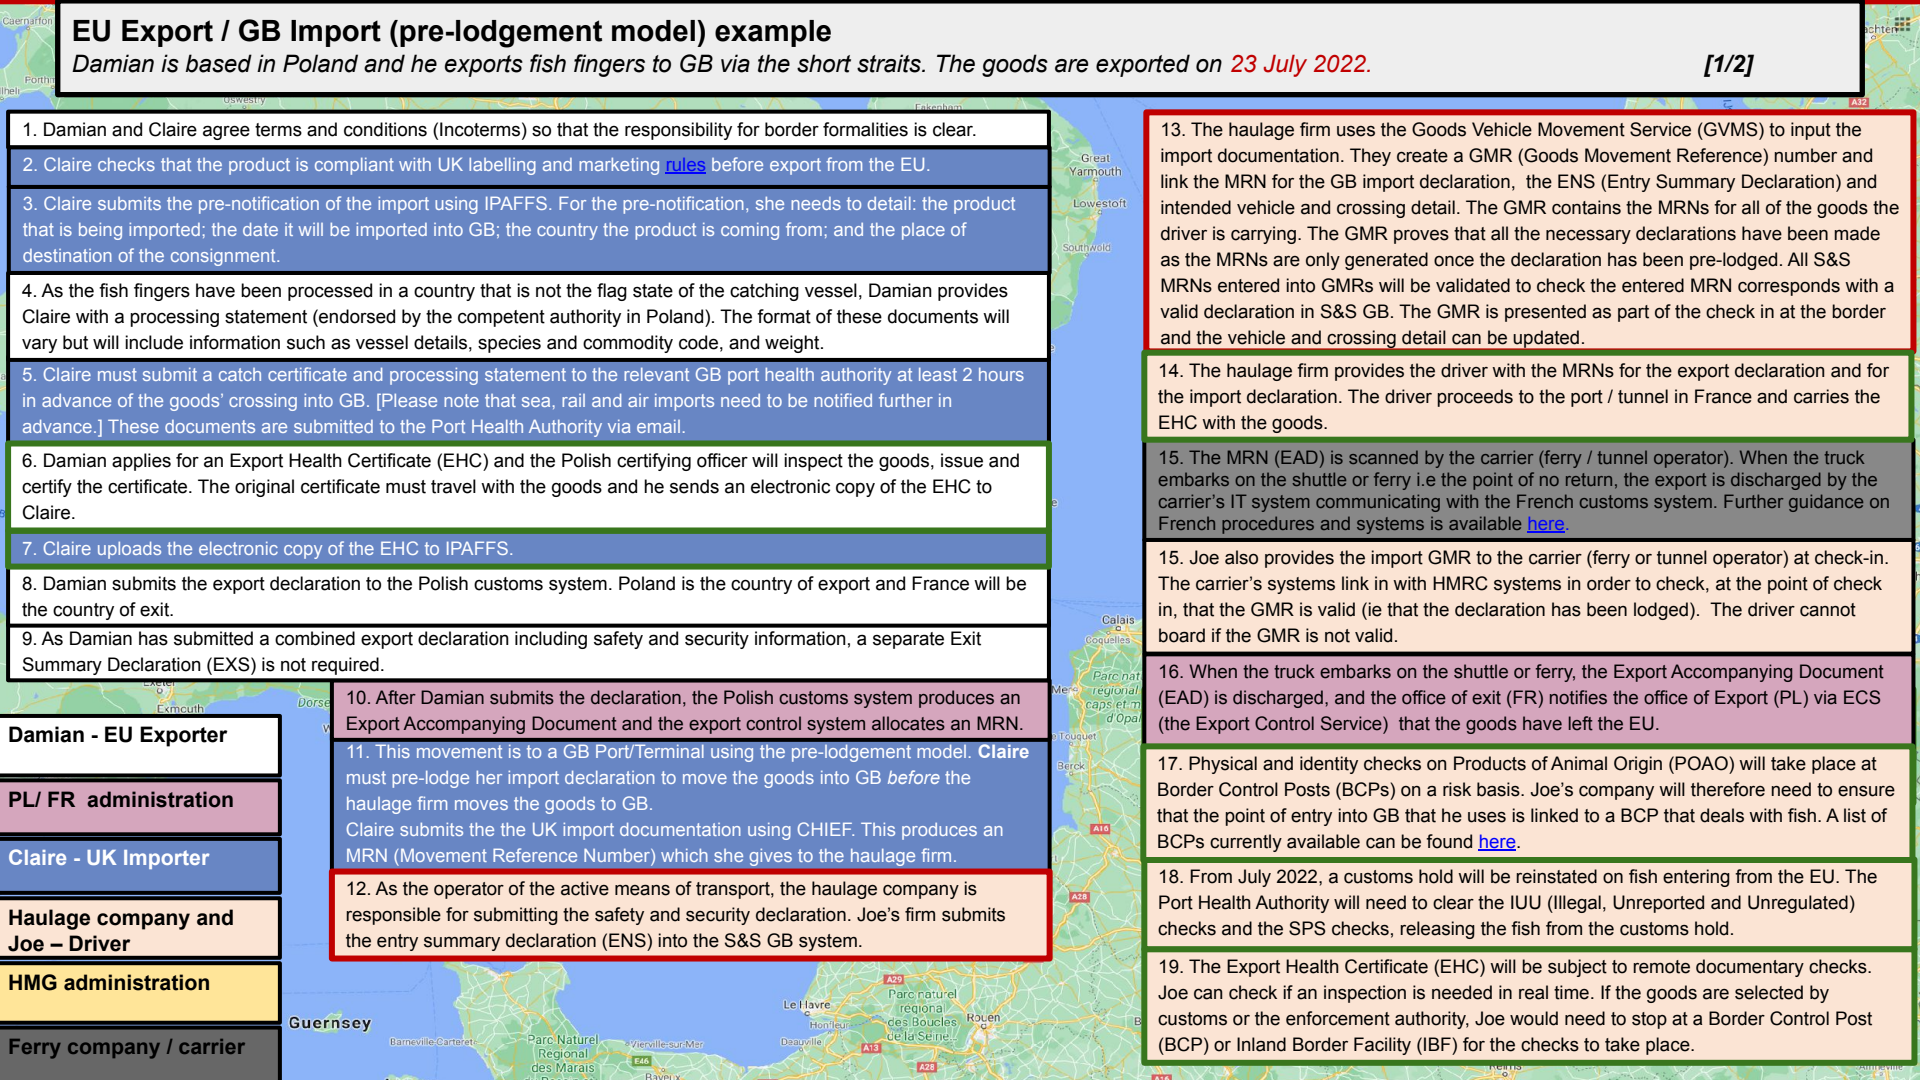 EU Export / GB Import (pre-lodgement model) example
Damian is based in Poland and he exports fish fingers to GB via the short straits. The goods are exported on 23 July 2022. [1/2]
1. Damian and Claire agree terms and conditions (Incoterms) so that the responsibility for border formalities is clear.
2. Claire checks that the product is compliant with UK labelling and marketing rules before export from the EU.
3. Claire submits the pre-notification of the import using IPAFFS. For the pre-notification, she needs to detail: the product
that is being imported; the date it will be imported into GB; the country the product is coming from; and the place of
destination of the consignment.
4. As the fish fingers have been processed in a country that is not the flag state of the catching vessel, Damian provides
Claire with a processing statement (endorsed by the competent authority in Poland). The format of these documents will
vary but will include information such as vessel details, species and commodity code, and weight.
5. Claire must submit a catch certificate and processing statement to the relevant GB port health authority at least 2 hours
in advance of the goods' crossing into GB. [Please note that sea, rail and air imports need to be notified further in
advance.] These documents are submitted to the Port Health Authority via email.
6. Damian applies for an Export Health Certificate (EHC) and the Polish certifying officer will inspect the goods, issue and
certify the certificate. The original certificate must travel with the goods and he sends an electronic copy of the EHC to
Claire.
7. Claire uploads the electronic copy of the EHC to IPAFFS.
8. Damian submits the export declaration to the Polish customs system. Poland is the country of export and France will be
the country of exit.
9. As Damian has submitted a combined export declaration including safety and security information, a separate Exit
Summary Declaration (EXS) is not required.
10. After Damian submits the declaration, the Polish customs system produces an
Export Accompanying Document and the export control system allocates an MRN.
11. This movement is to a GB Port/Terminal using the pre-lodgement model. Claire
must pre-lodge her import declaration to move the goods into GB before the
haulage firm moves the goods to GB.
Claire submits the the UK import documentation using CHIEF. This produces an
MRN (Movement Reference Number) which she gives to the haulage firm.
12. As the operator of the active means of transport, the haulage company is
responsible for submitting the safety and security declaration. Joe's firm submits
the entry summary declaration (ENS) into the S&S GB system.
Damian - EU Exporter
PL/ FR administration
Claire - UK Importer
Haulage company and
Joe – Driver
HMG administration
Ferry company / carrier
13. The haulage firm uses the Goods Vehicle Movement Service (GVMS) to input the
import documentation. They create a GMR (Goods Movement Reference) number and
link the MRN for the GB import declaration, the ENS (Entry Summary Declaration) and
intended vehicle and crossing detail. The GMR contains the MRNs for all of the goods the
driver is carrying. The GMR proves that all the necessary declarations have been made
as the MRNs are only generated once the declaration has been pre-lodged. All S&S
MRNs entered into GMRs will be validated to check the entered MRN corresponds with a
valid declaration in S&S GB. The GMR is presented as part of the check in at the border
and the vehicle and crossing detail can be updated.
14. The haulage firm provides the driver with the MRNs for the export declaration and for
the import declaration. The driver proceeds to the port / tunnel in France and carries the
EHC with the goods.
15. The MRN (EAD) is scanned by the carrier (ferry / tunnel operator). When the truck
embarks on the shuttle or ferry i.e the point of no return, the export is discharged by the
carrier's IT system communicating with the French customs system. Further guidance on
French procedures and systems is available here.
15. Joe also provides the import GMR to the carrier (ferry or tunnel operator) at check-in.
The carrier's systems link in with HMRC systems in order to check, at the point of check
in, that the GMR is valid (ie that the declaration has been lodged). The driver cannot
board if the GMR is not valid.
16. When the truck embarks on the shuttle or ferry, the Export Accompanying Document
(EAD) is discharged, and the office of exit (FR) notifies the office of Export (PL) via ECS
(the Export Control Service) that the goods have left the EU.
17. Physical and identity checks on Products of Animal Origin (POAO) will take place at
Border Control Posts (BCPs) on a risk basis. Joe's company will therefore need to ensure
that the point of entry into GB that he uses is linked to a BCP that deals with fish. A list of
BCPs currently available can be found here.
18. From July 2022, a customs hold will be reinstated on fish entering from the EU. The
Port Health Authority will need to clear the IUU (Illegal, Unreported and Unregulated)
checks and the SPS checks, releasing the fish from the customs hold.
19. The Export Health Certificate (EHC) will be subject to remote documentary checks.
Joe can check if an inspection is needed in real time. If the goods are selected by
customs or the enforcement authority, Joe would need to stop at a Border Control Post
(BCP) or Inland Border Facility (IBF) for the checks to take place.
Great
Yarmouth
Lowestoft
Southwold
Calais
Coquelles
Berck
Exmouth
Guernsey
Barneville-Carteret
Parc Naturel
Régional
des Marais
Vierville-sur-Mer
E46
Bayeux
Le Havre
Honfleur
Deauville
A29
Parc naturel
régional
des Boucles
de la Seine...
Rouen
A13
A28
A16
A28
A32